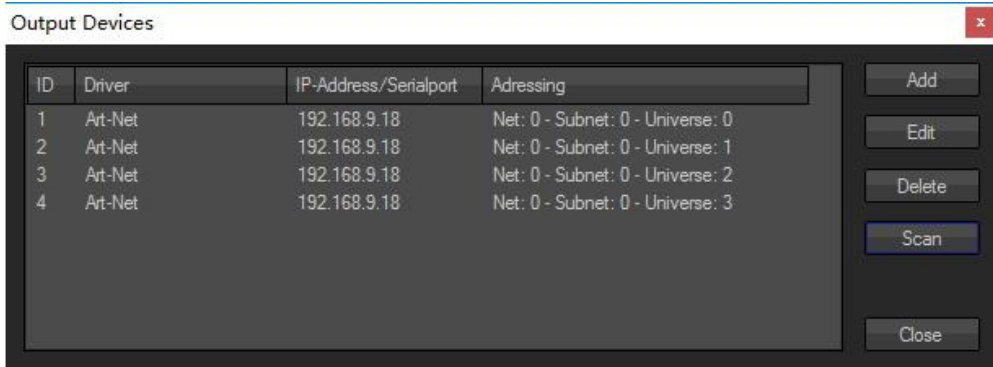 Output Devices
x
ID Driver IP-Address/Serialport Adressing
1 Art-Net 192.168.9.18 Net: 0 - Subnet: 0 - Universe: 0
2 Art-Net 192.168.9.18 Net: 0 - Subnet: 0 - Universe: 1
3 Art-Net 192.168.9.18 Net: 0 - Subnet: 0 - Universe: 2
4 Art-Net 192.168.9.18 Net: 0 - Subnet: 0 - Universe: 3
Add
Edit
Delete
Scan
Close